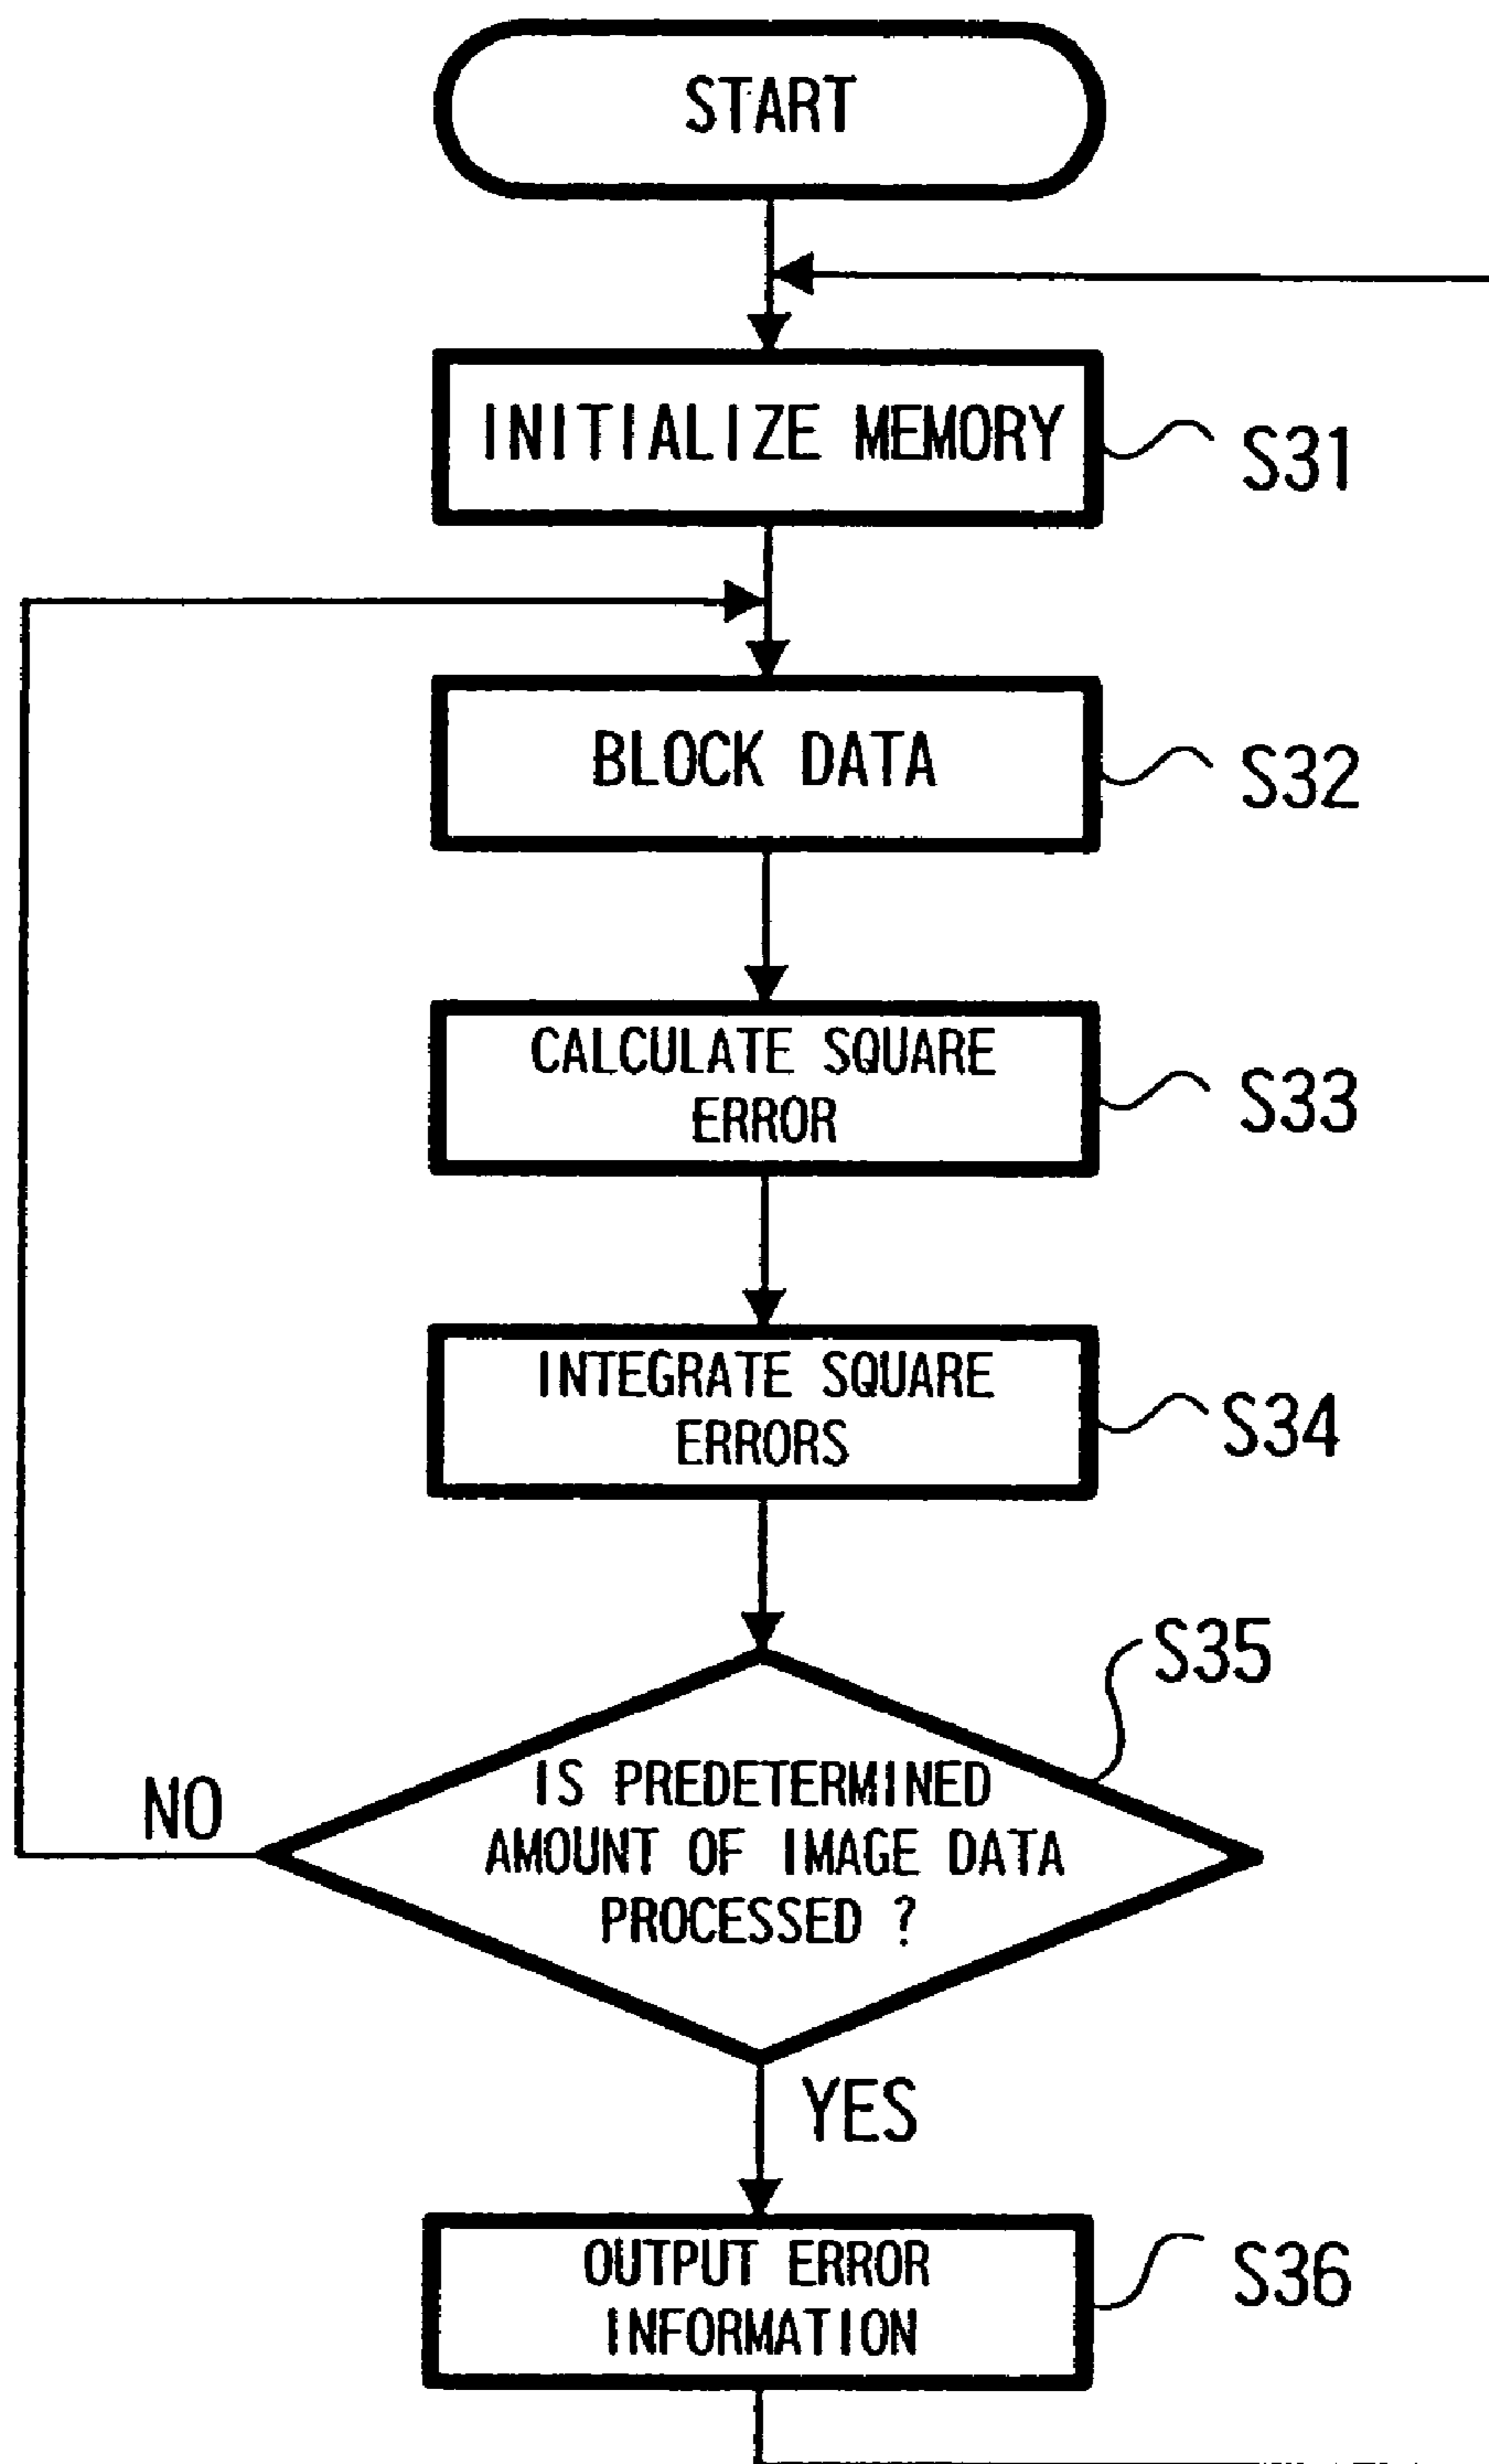 START
INITIALIZE MEMORY
S31
BLOCK DATA
S32
CALCULATE SQUARE
ERROR
S33
INTEGRATE SQUARE
ERRORS
S34
S35
IS PREDETERMINED
AMOUNT OF IMAGE DATA
PROCESSED ?
NO
YES
OUTPUT ERROR
INFORMATION
S36